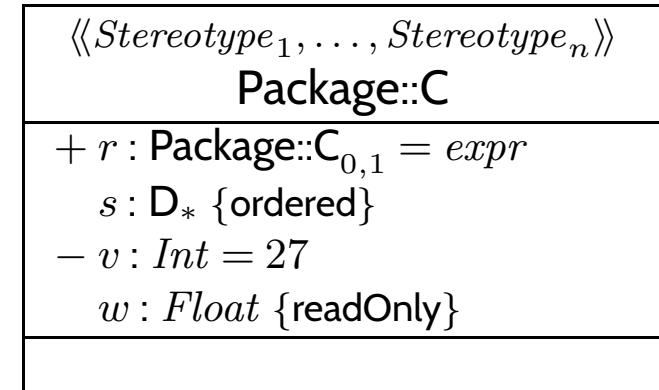 ⟪Stereotype₁, …, Stereotypeₙ⟫
Package::C
+ r : Package::C₀,₁ = expr
s : D∗ {ordered}
− v : Int = 27
w : Float {readOnly}